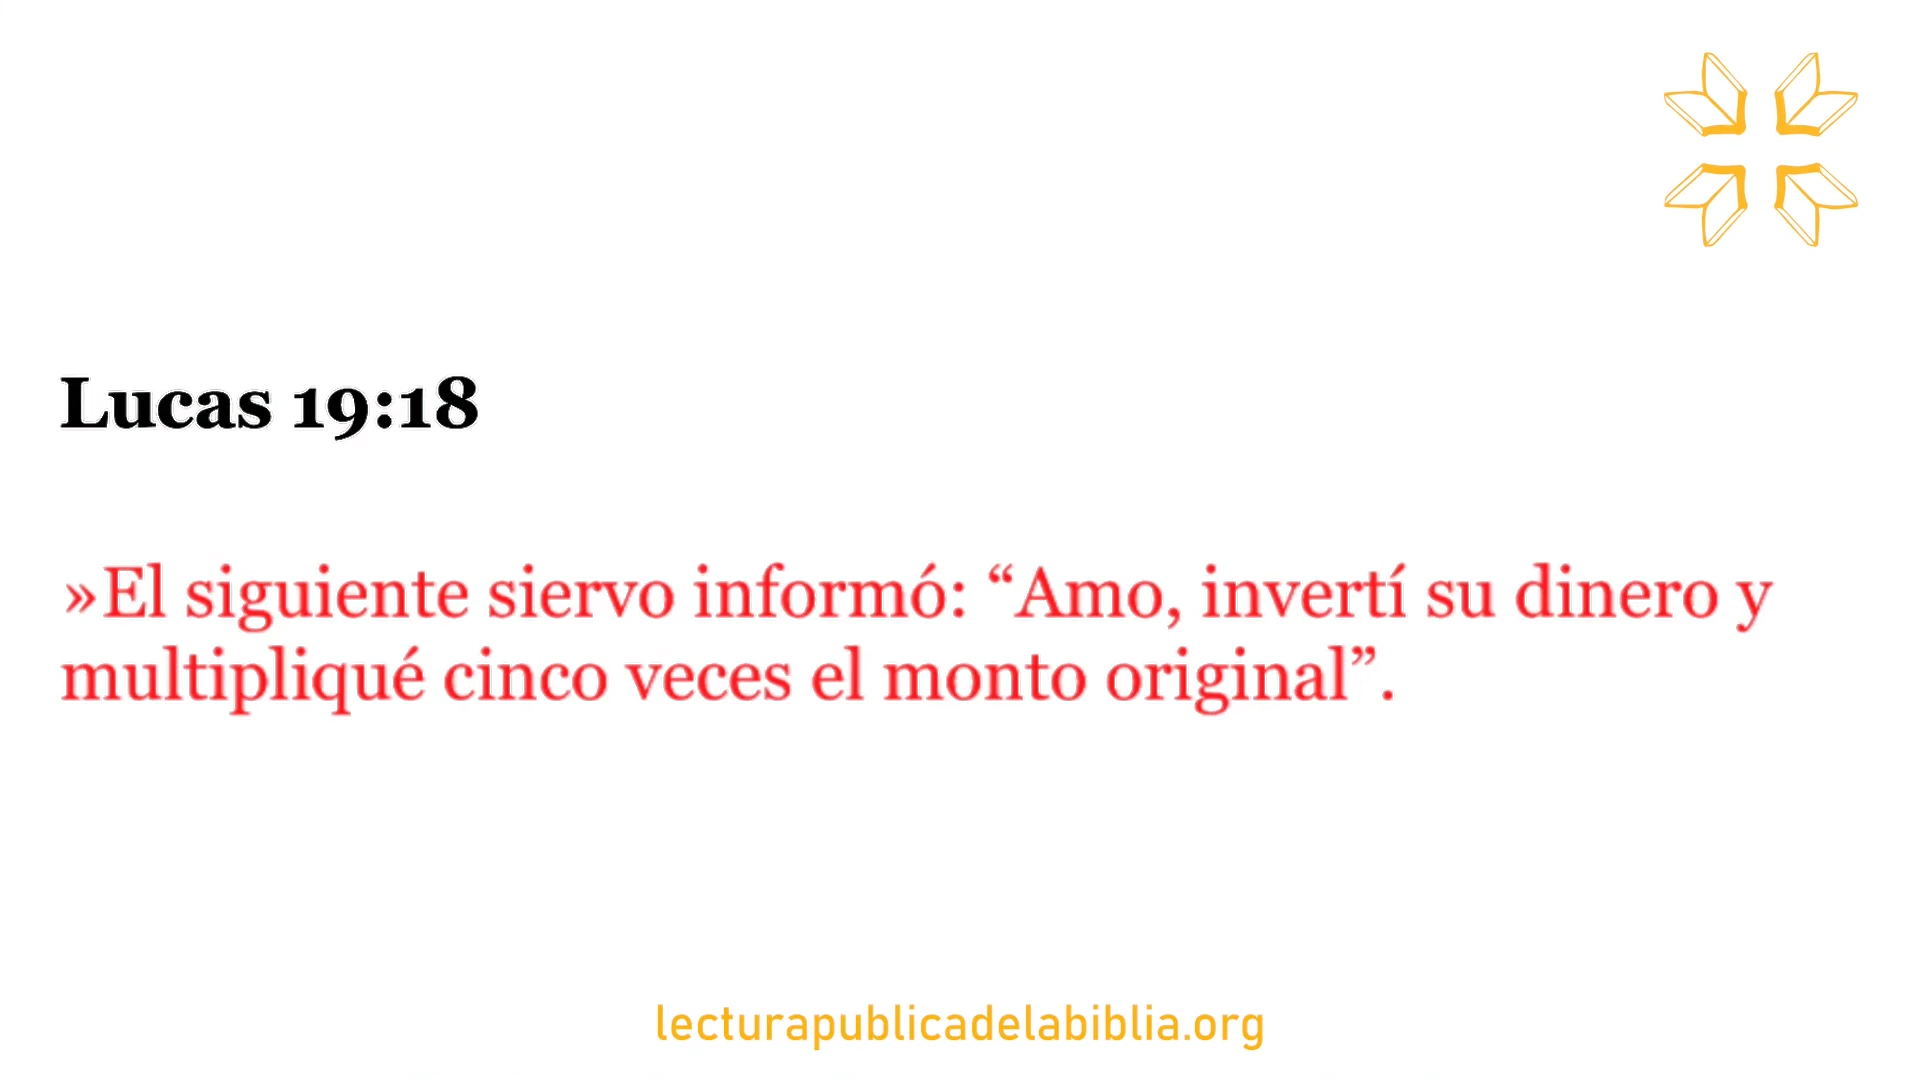 Lucas 19:18
»El siguiente siervo informó: “Amo, invertí su dinero y
multipliqué cinco veces el monto original”.
lecturapublicadelabiblia.org